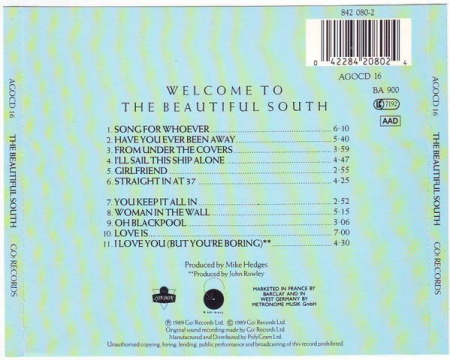 842 080-2
0 42284 20802 4
AGOCD 16
BA 900
7192
AAD
WELCOME TO
THE BEAUTIFUL SOUTH
1. SONG FOR WHOEVER 6·10
2. HAVE YOU EVER BEEN AWAY 5·40
3. FROM UNDER THE COVERS 3·59
4. I'LL SAIL THIS SHIP ALONE 4·47
5. GIRLFRIEND 2·55
6. STRAIGHT IN AT 37 4·25
7. YOU KEEP IT ALL IN 2·52
8. WOMAN IN THE WALL 5·15
9. OH BLACKPOOL 3·06
10. LOVE IS... 7·00
11. I LOVE YOU (BUT YOU'RE BORING)** 4·30
Produced by Mike Hedges
**Produced by John Rowley
LONDON
MARKETED IN FRANCE BY
BARCLAY AND IN
WEST GERMANY BY
METRONOME MUSIK GmbH
℗ 1989 Go! Records Ltd. © 1989 Go! Records Ltd.
Original sound recording made by Go! Records Ltd.
Manufactured and Distributed by PolyGram Ltd.
Unauthorised copying, hiring, lending, public performance and broadcasting of this record prohibited.
AGOCD 16 THE BEAUTIFUL SOUTH GO! RECORDS
AGOCD 16 THE BEAUTIFUL SOUTH GO! RECORDS